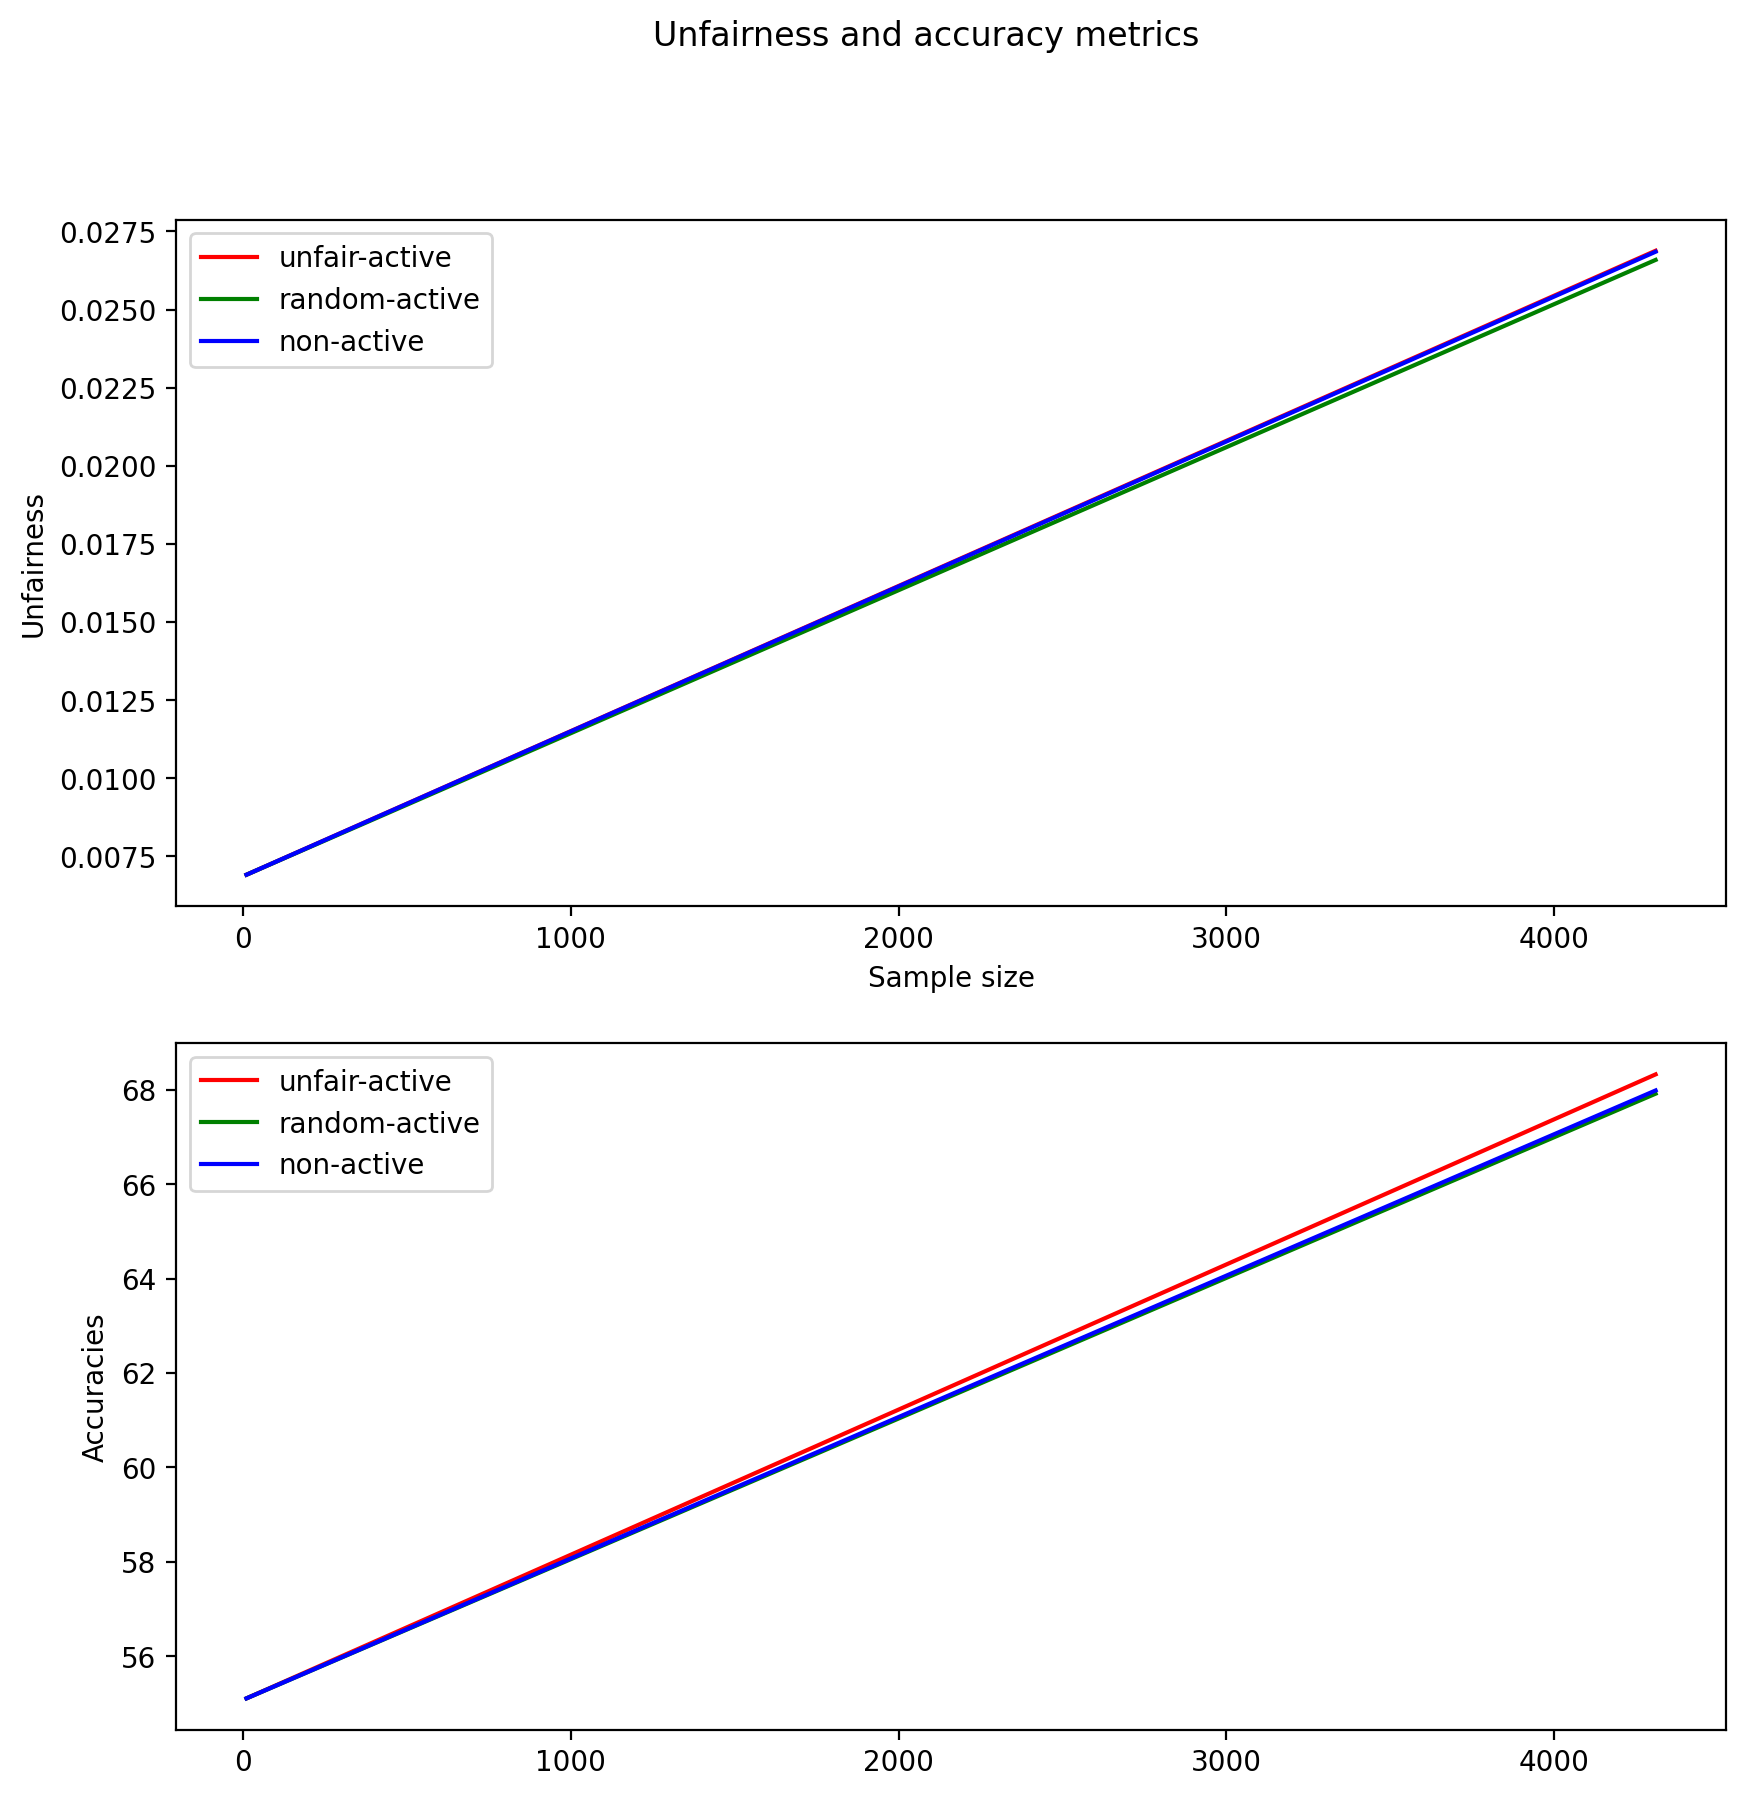 Unfairness and accuracy metrics
0.0275
0.0250
0.0225
0.0200
0.0175
0.0150
0.0125
0.0100
0.0075
Unfairness
unfair-active
random-active
non-active
0 1000 2000 3000 4000
Sample size
68
66
64
62
60
58
56
Accuracies
unfair-active
random-active
non-active
0 1000 2000 3000 4000